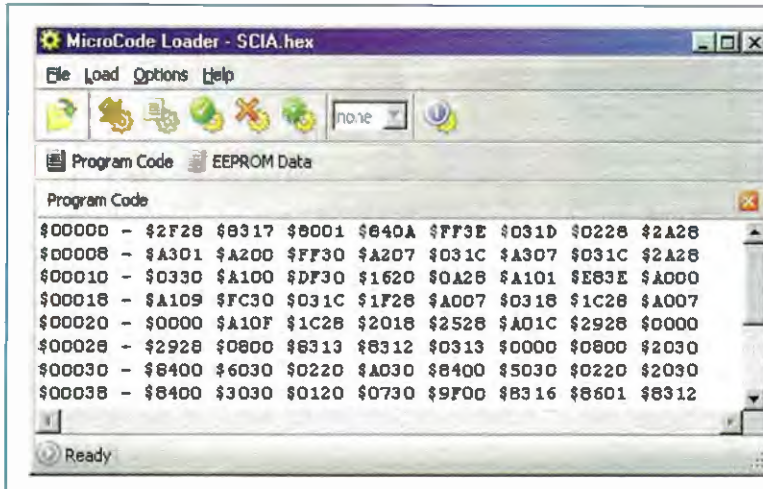 MicroCode Loader - SCIA.hex
File Load Options Help
none
Program Code EEPROM Data
Program Code
$00000 - $2F28 $8317 $8001 $840A $FF3E $031D $0228 $2A28
$00008 - $A301 $A200 $FF30 $A207 $031C $A307 $031C $2A28
$00010 - $0330 $A100 $DF30 $1620 $0A28 $A101 $E83E $A000
$00018 - $A109 $FC30 $031C $1F28 $A007 $0318 $1C28 $A007
$00020 - $0000 $A10F $1C28 $2018 $2528 $A01C $2928 $0000
$00028 - $2928 $0800 $8313 $8312 $0313 $0000 $0800 $2030
$00030 - $8400 $6030 $0220 $A030 $8400 $5030 $0220 $2030
$00038 - $8400 $3030 $0120 $0730 $9F00 $8316 $8601 $8312
Ready